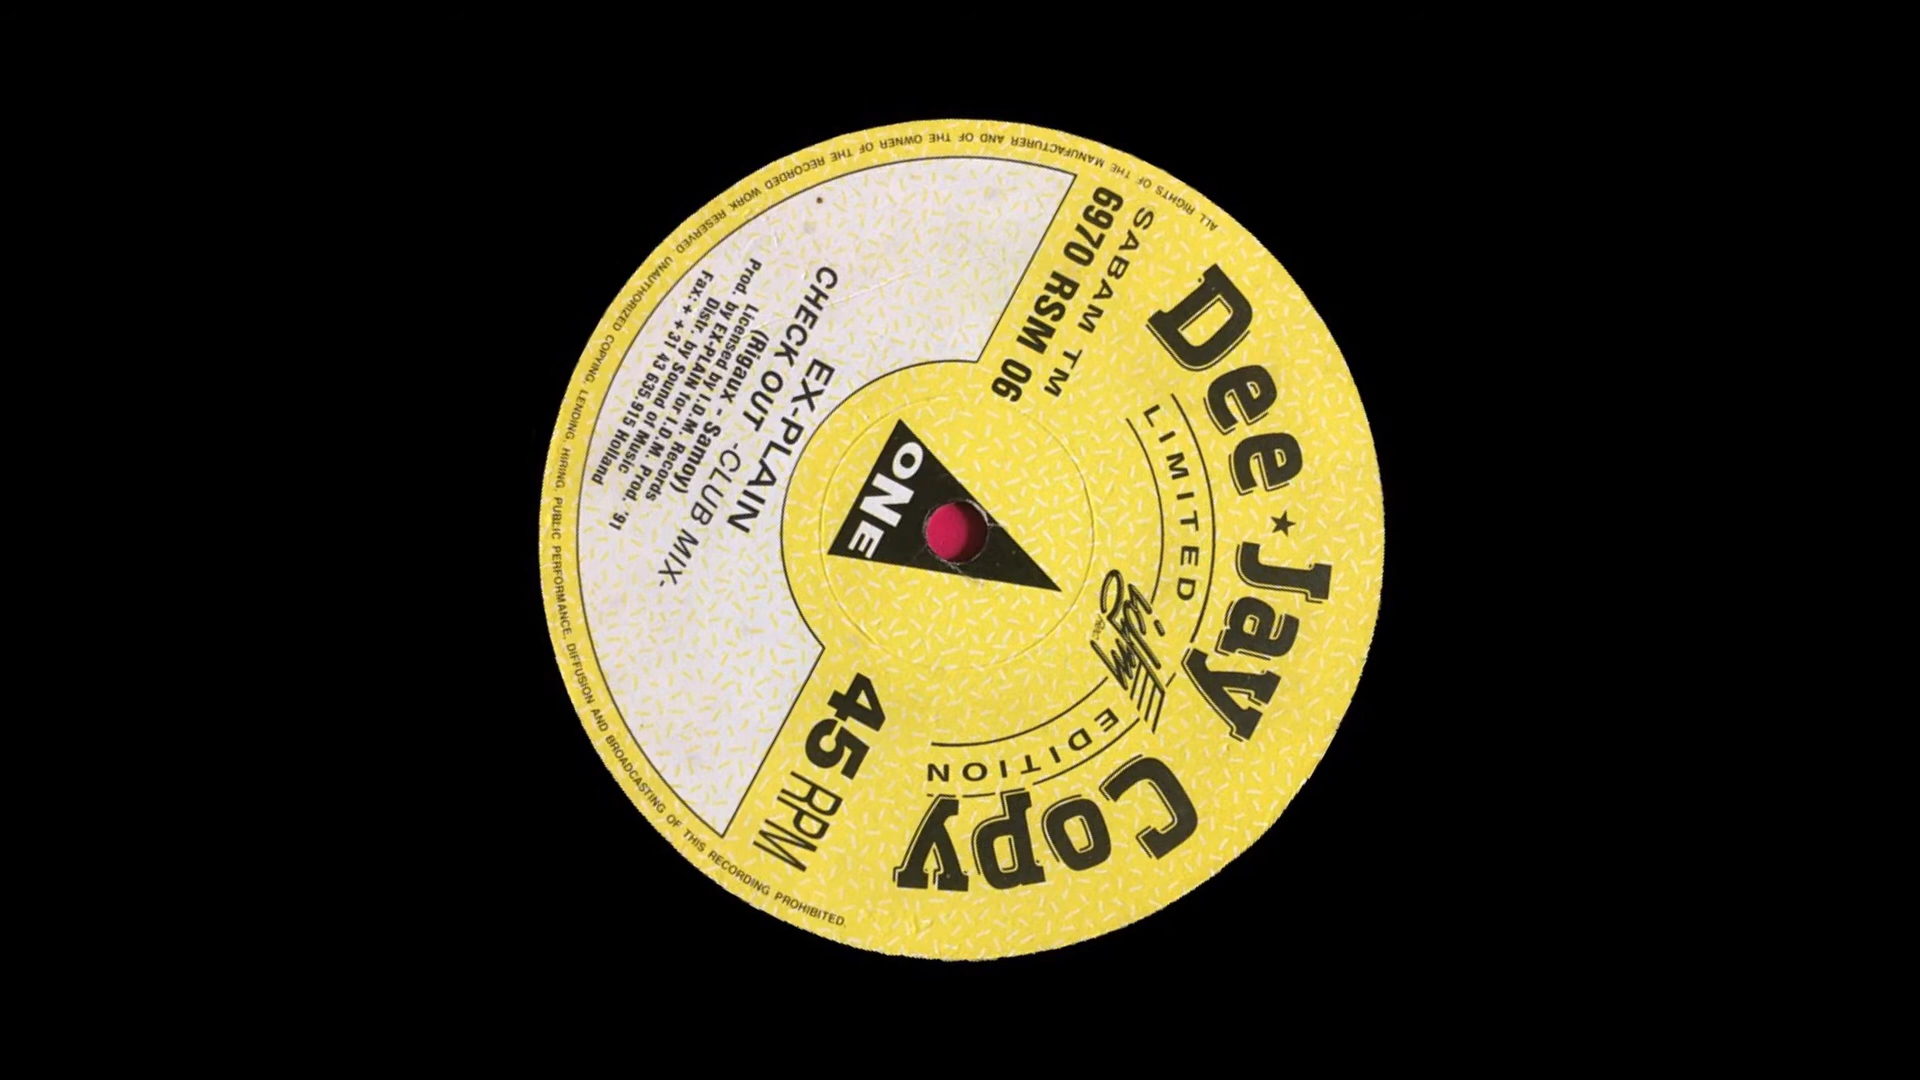 Dee★Jay Copy
LIMITED EDITION
SABAM TM
6970 RSM 06
45 RPM
ONE
EX-PLAIN
CHECK OUT -CLUB MIX-
(Rigaux - Samoy)
Licensed by I.D.M. Records
Prod. by EX-PLAIN for I.D.M. Prod. '91
Distr. by Sound of Music
Fax: + + 31 43 635.915 Holland
ALL RIGHTS OF THE MANUFACTURER AND OF THE OWNER OF THE RECORDED WORK RESERVED. UNAUTHORIZED COPYING, LENDING, HIRING, PUBLIC PERFORMANCE, DIFFUSION AND BROADCASTING OF THIS RECORDING PROHIBITED.